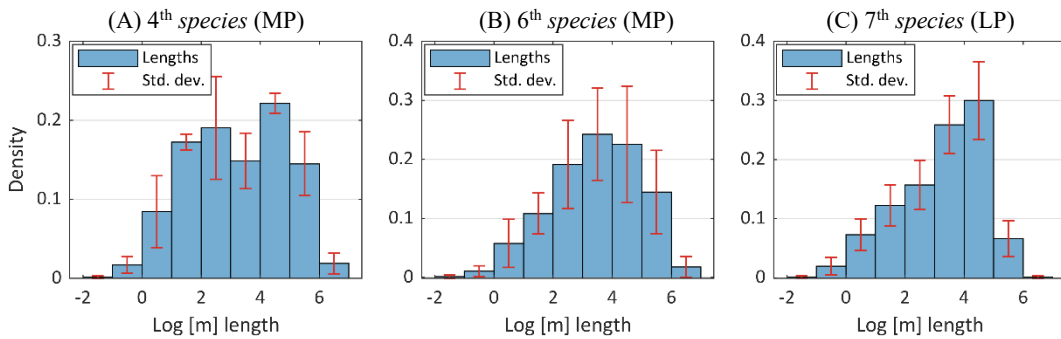 (A) 4th species (MP)
0.3
0.2
0.1
0
Density
Lengths
Std. dev.
-2 0 2 4 6
Log [m] length
(B) 6th species (MP)
0.4
0.3
0.2
0.1
0
Lengths
Std. dev.
-2 0 2 4 6
Log [m] length
(C) 7th species (LP)
0.4
0.3
0.2
0.1
0
Lengths
Std. dev.
-2 0 2 4 6
Log [m] length